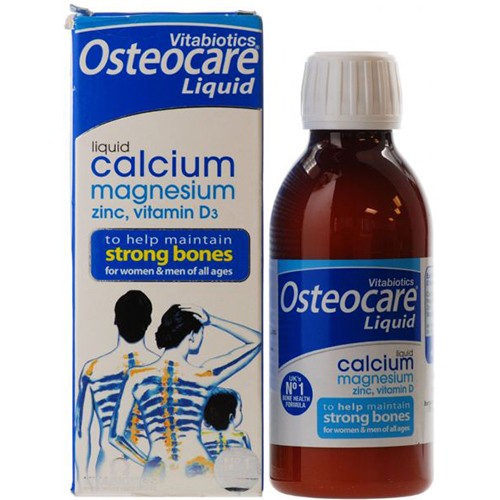 Vitabiotics
Osteocare®
Liquid
liquid
calcium
magnesium
zinc, vitamin D3
to help maintain
strong bones
for women & men of all ages
Vitabiotics
Osteocare
Liquid
liquid
calcium
magnesium
zinc, vitamin D
UK's
Nº1
BONE HEALTH
FORMULA
to help maintain
strong bones
for women & men of all ages